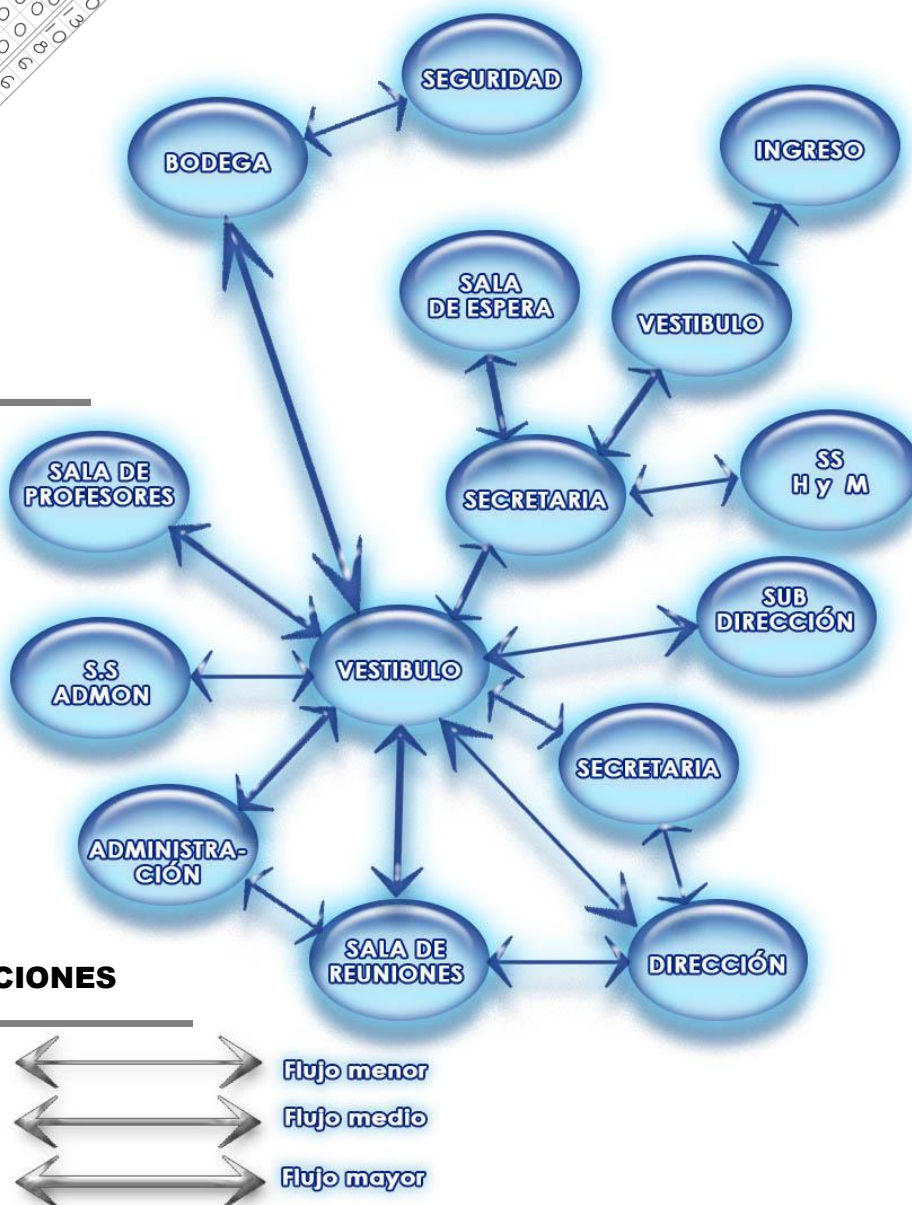 SEGURIDAD
BODEGA
INGRESO
SALA
DE ESPERA
VESTIBULO
SALA DE
PROFESORES
SECRETARIA
SS
H y M
SUB
DIRECCIÓN
S.S
ADMON
VESTIBULO
SECRETARIA
ADMINISTRA-
CIÓN
SALA DE
REUNIONES
DIRECCIÓN
CIONES
Flujo menor
Flujo medio
Flujo mayor